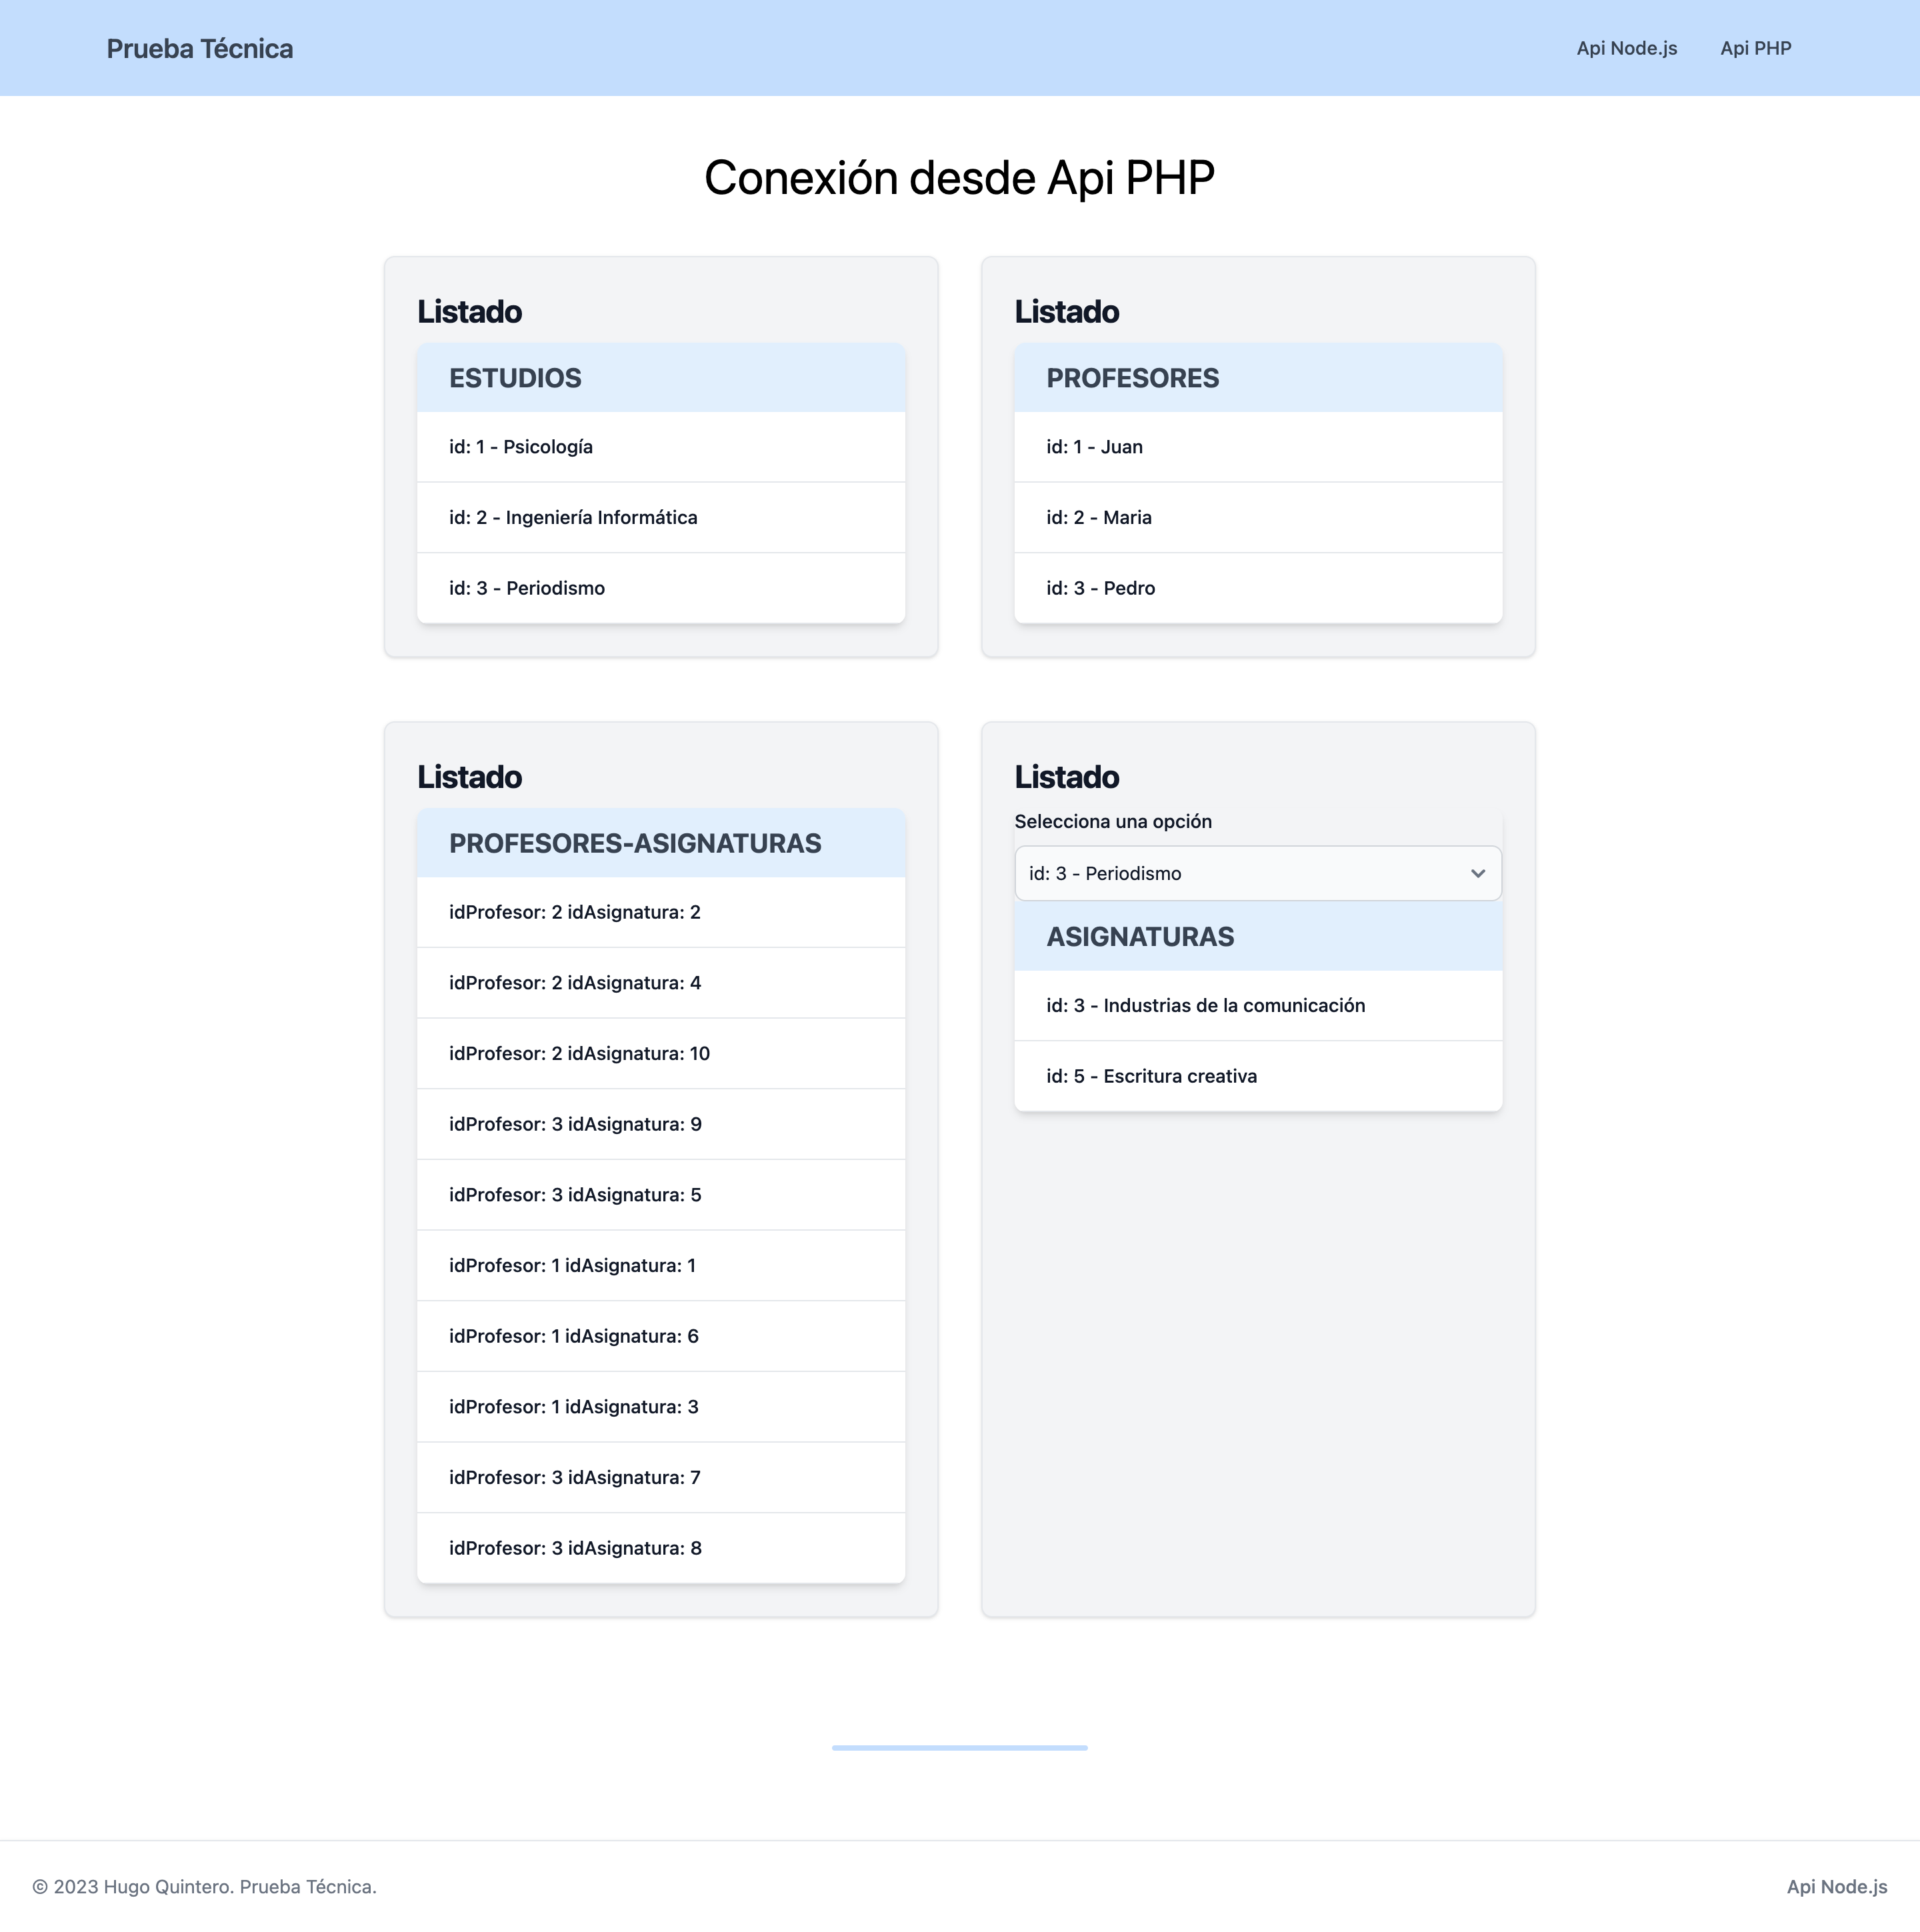 Prueba Técnica
Api Node.js
Api PHP
Conexión desde Api PHP
Listado
ESTUDIOS
id: 1 - Psicología
id: 2 - Ingeniería Informática
id: 3 - Periodismo
Listado
PROFESORES
id: 1 - Juan
id: 2 - Maria
id: 3 - Pedro
Listado
PROFESORES-ASIGNATURAS
idProfesor: 2 idAsignatura: 2
idProfesor: 2 idAsignatura: 4
idProfesor: 2 idAsignatura: 10
idProfesor: 3 idAsignatura: 9
idProfesor: 3 idAsignatura: 5
idProfesor: 1 idAsignatura: 1
idProfesor: 1 idAsignatura: 6
idProfesor: 1 idAsignatura: 3
idProfesor: 3 idAsignatura: 7
idProfesor: 3 idAsignatura: 8
Listado
Selecciona una opción
id: 3 - Periodismo
ASIGNATURAS
id: 3 - Industrias de la comunicación
id: 5 - Escritura creativa
© 2023 Hugo Quintero. Prueba Técnica.
Api Node.js